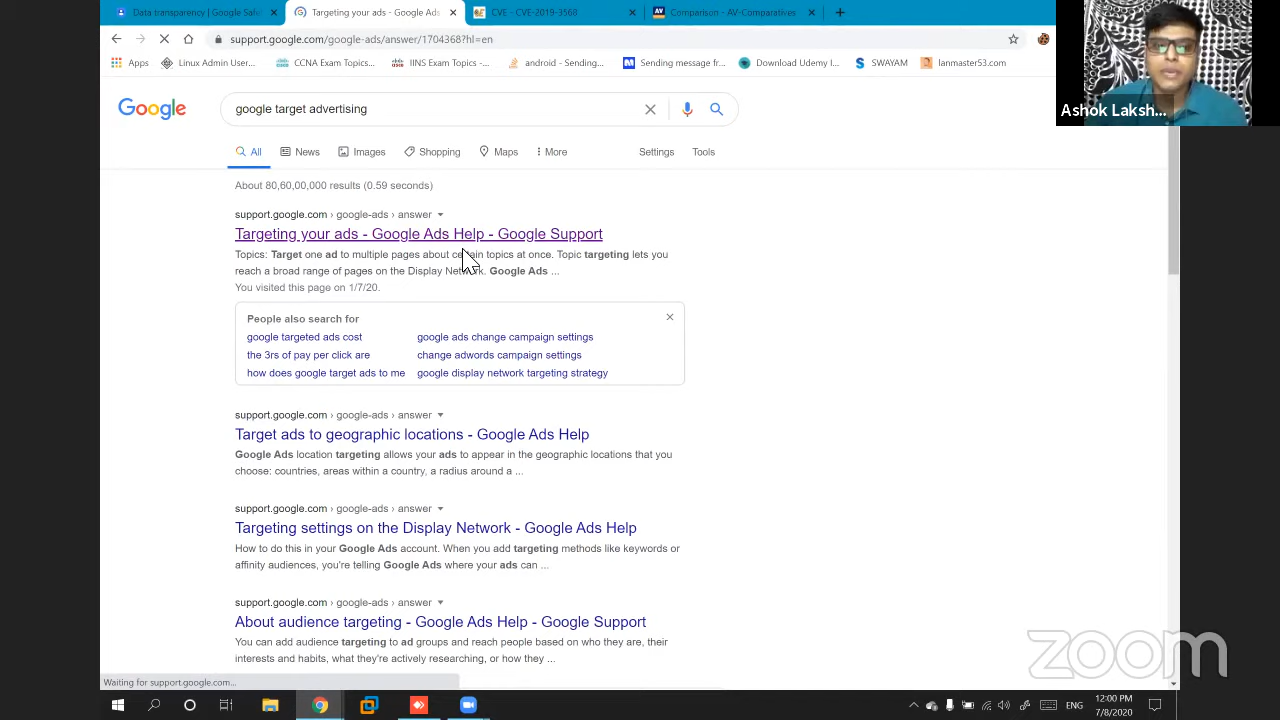 Data transparency | Google Safe
Targeting your ads - Google Ads
CVE - CVE-2019-3568
Comparison - AV-Comparatives
support.google.com/google-ads/answer/1704368?hl=en
Apps
Linux Admin User...
CCNA Exam Topics...
IINS Exam Topics -...
android - Sending...
Sending message fr...
Download Udemy I...
SWAYAM
lanmaster53.com
Ashok Laksh...
Google
google target advertising
All
News
Images
Shopping
Maps
More
Settings
Tools
About 80,60,00,000 results (0.59 seconds)
support.google.com › google-ads › answer
Targeting your ads - Google Ads Help - Google Support
Topics: Target one ad to multiple pages about certain topics at once. Topic targeting lets you
reach a broad range of pages on the Display Network. Google Ads ...
You visited this page on 1/7/20.
People also search for
google targeted ads cost
google ads change campaign settings
the 3rs of pay per click are
change adwords campaign settings
how does google target ads to me
google display network targeting strategy
support.google.com › google-ads › answer
Target ads to geographic locations - Google Ads Help
Google Ads location targeting allows your ads to appear in the geographic locations that you
choose: countries, areas within a country, a radius around a ...
support.google.com › google-ads › answer
Targeting settings on the Display Network - Google Ads Help
How to do this in your Google Ads account. When you add targeting methods like keywords or
affinity audiences, you're telling Google Ads where your ads can ...
support.google.com › google-ads › answer
About audience targeting - Google Ads Help - Google Support
You can add audience targeting to ad groups and reach people based on who they are, their
interests and habits, what they're actively researching, or how they ...
zoom
Waiting for support.google.com...
ENG
12:00 PM
7/8/2020